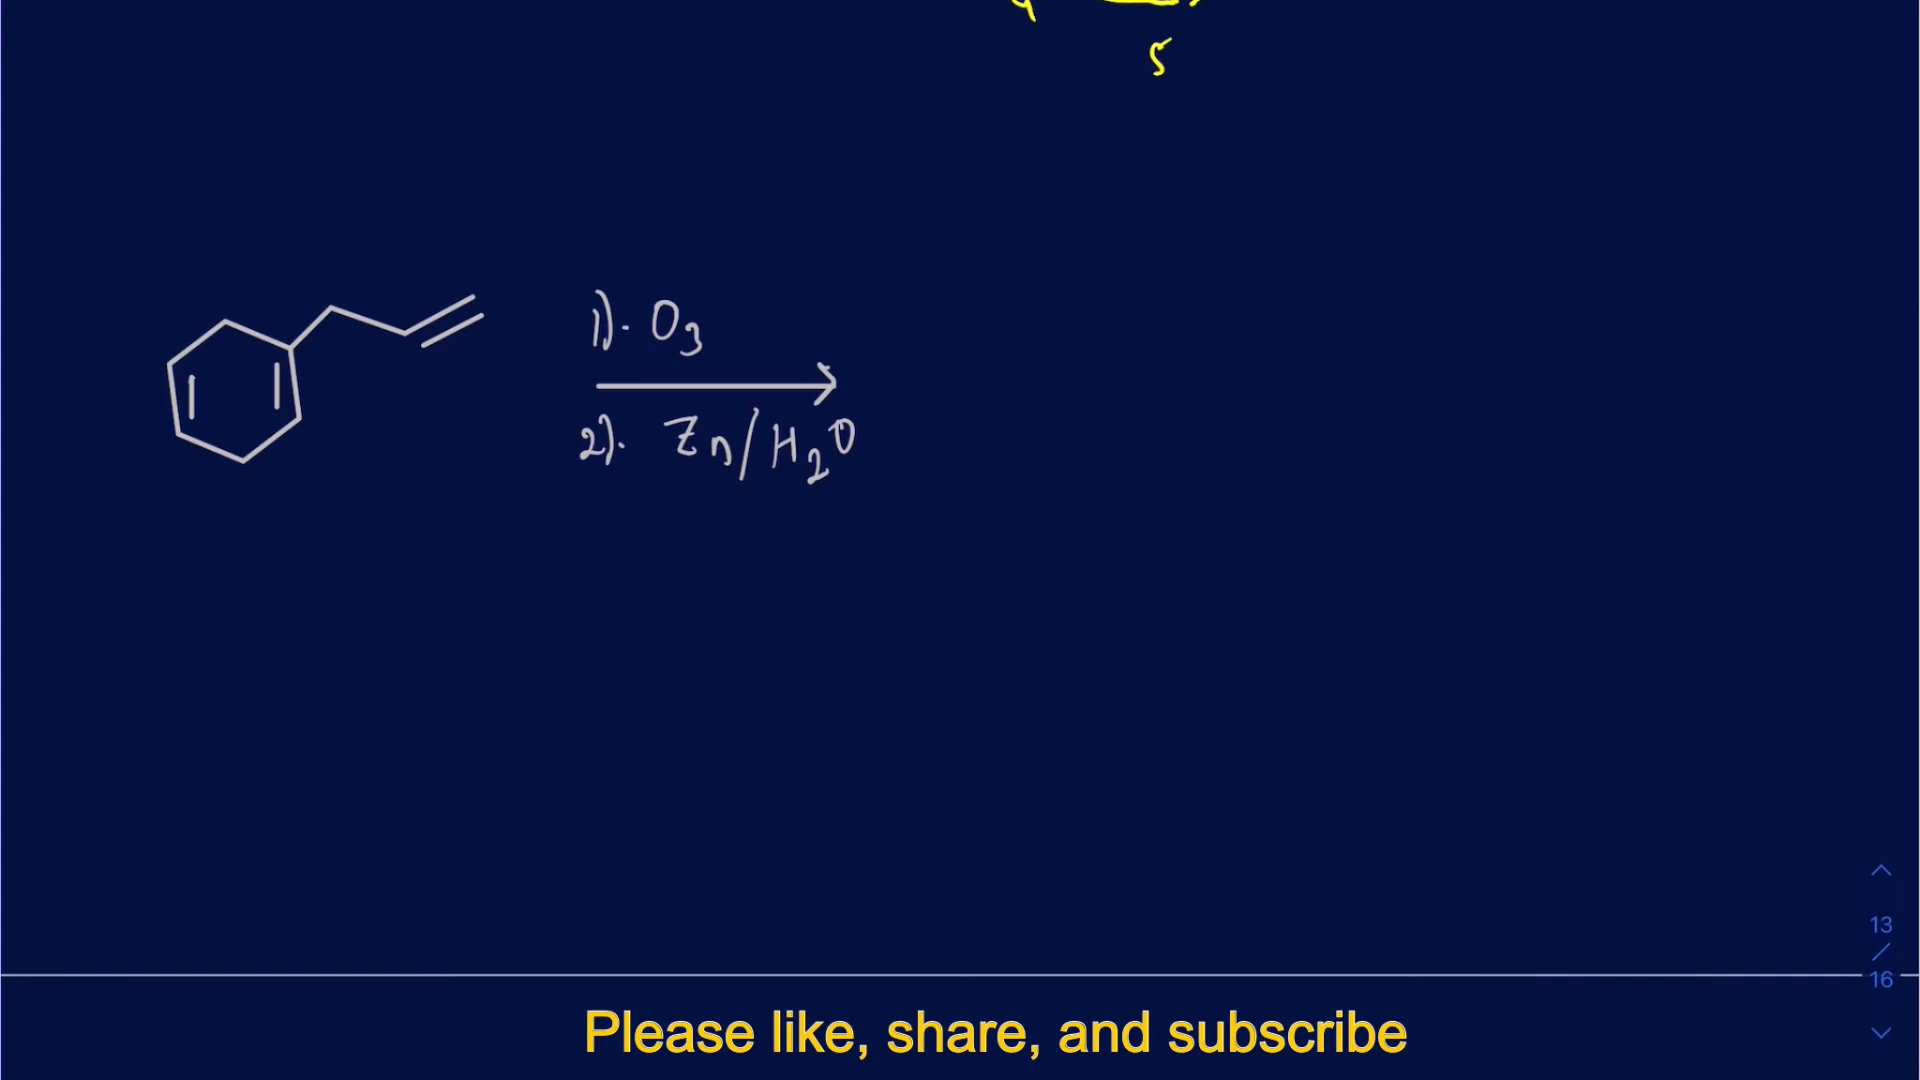 5
1). O₃
2). Zn/H₂O
13
/
16
Please like, share, and subscribe